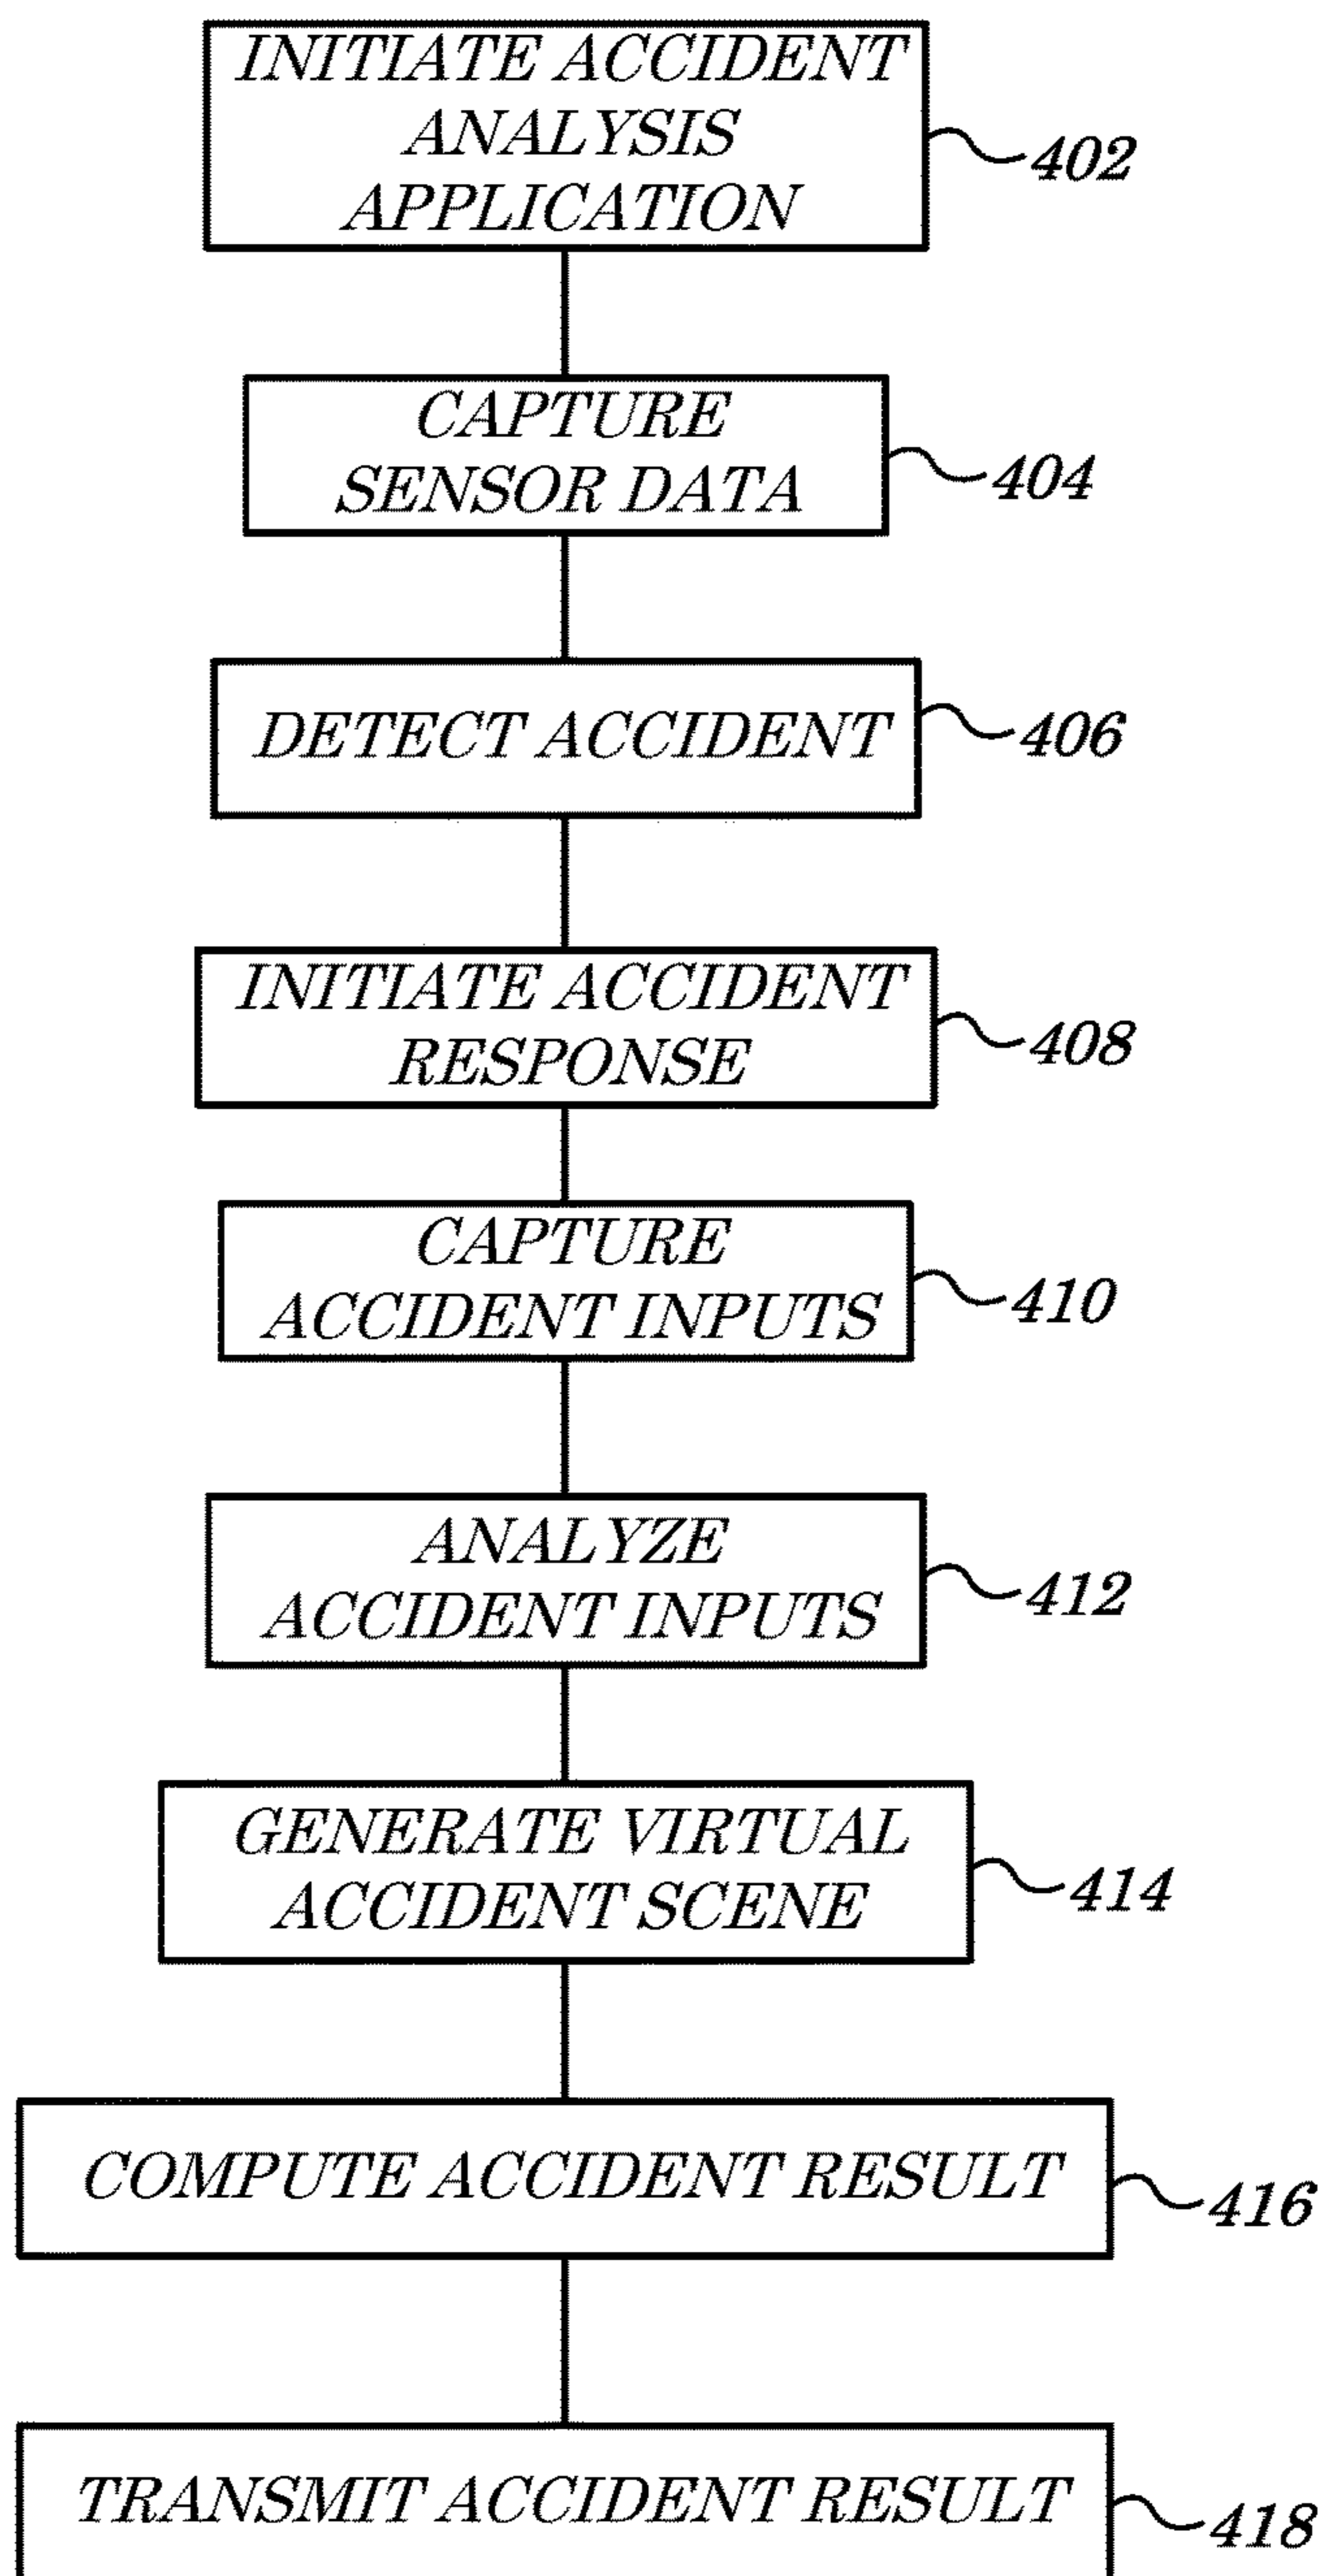 INITIATE ACCIDENT
ANALYSIS
APPLICATION
402
CAPTURE
SENSOR DATA
404
DETECT ACCIDENT
406
INITIATE ACCIDENT
RESPONSE
408
CAPTURE
ACCIDENT INPUTS
410
ANALYZE
ACCIDENT INPUTS
412
GENERATE VIRTUAL
ACCIDENT SCENE
414
COMPUTE ACCIDENT RESULT
416
TRANSMIT ACCIDENT RESULT
418